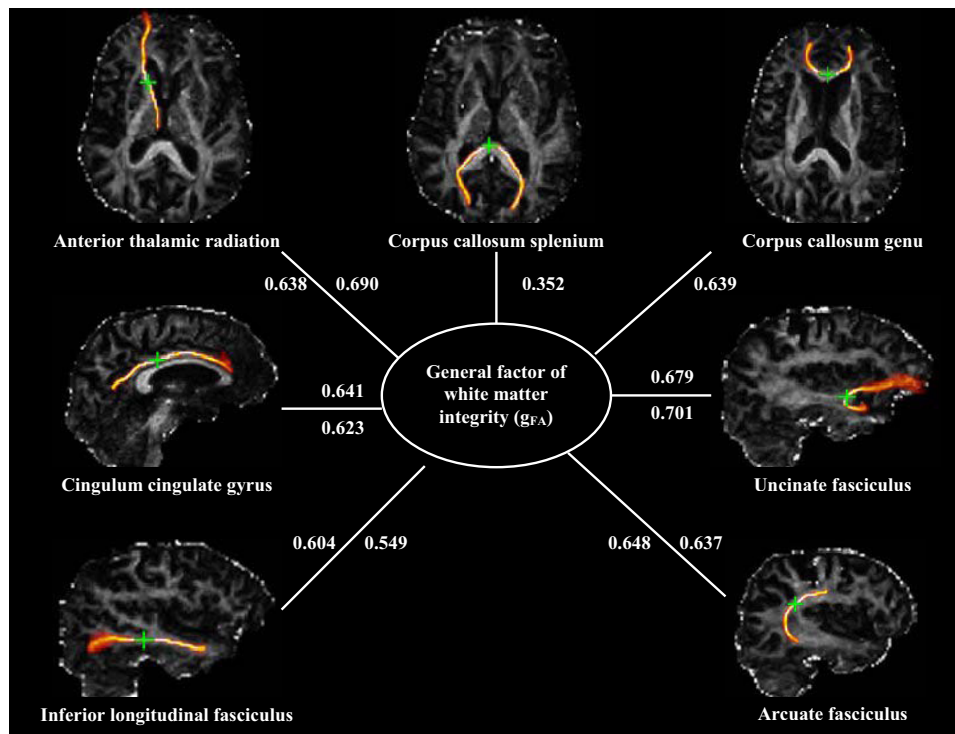 Anterior thalamic radiation
Corpus callosum splenium
Corpus callosum genu
0.638
0.690
0.352
0.639
General factor of
white matter
integrity (gFA)
0.641
0.623
0.679
0.701
Cingulum cingulate gyrus
Uncinate fasciculus
0.604
0.549
0.648
0.637
Inferior longitudinal fasciculus
Arcuate fasciculus